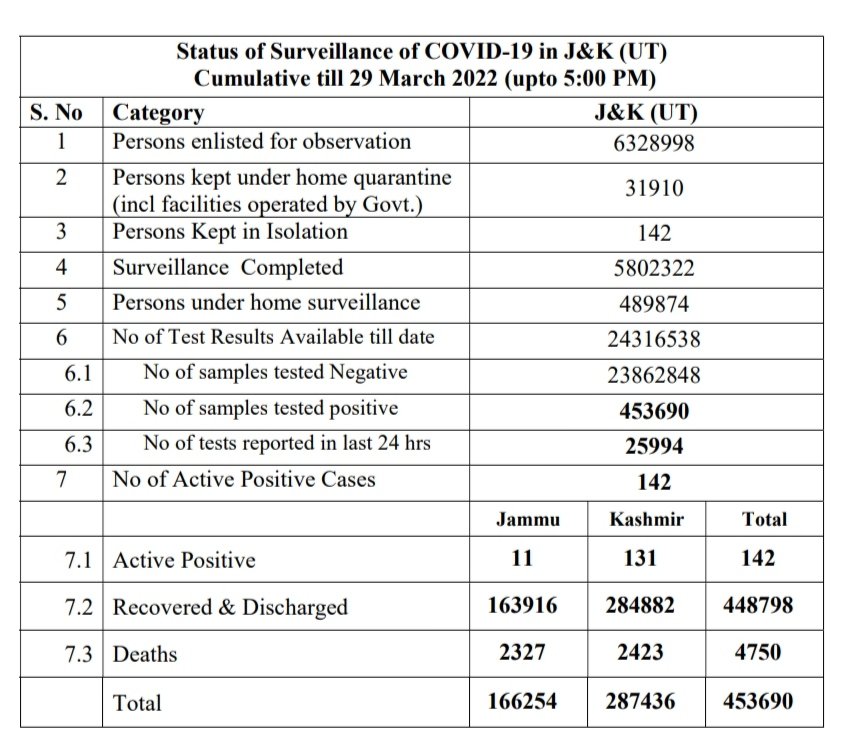 Status of Surveillance of COVID-19 in J&K (UT)
Cumulative till 29 March 2022 (upto 5:00 PM)
S. No Category J&K (UT)
1 Persons enlisted for observation 6328998
2 Persons kept under home quarantine
(incl facilities operated by Govt.) 31910
3 Persons Kept in Isolation 142
4 Surveillance Completed 5802322
5 Persons under home surveillance 489874
6 No of Test Results Available till date 24316538
6.1 No of samples tested Negative 23862848
6.2 No of samples tested positive 453690
6.3 No of tests reported in last 24 hrs 25994
7 No of Active Positive Cases 142
Jammu Kashmir Total
7.1 Active Positive 11 131 142
7.2 Recovered & Discharged 163916 284882 448798
7.3 Deaths 2327 2423 4750
Total 166254 287436 453690